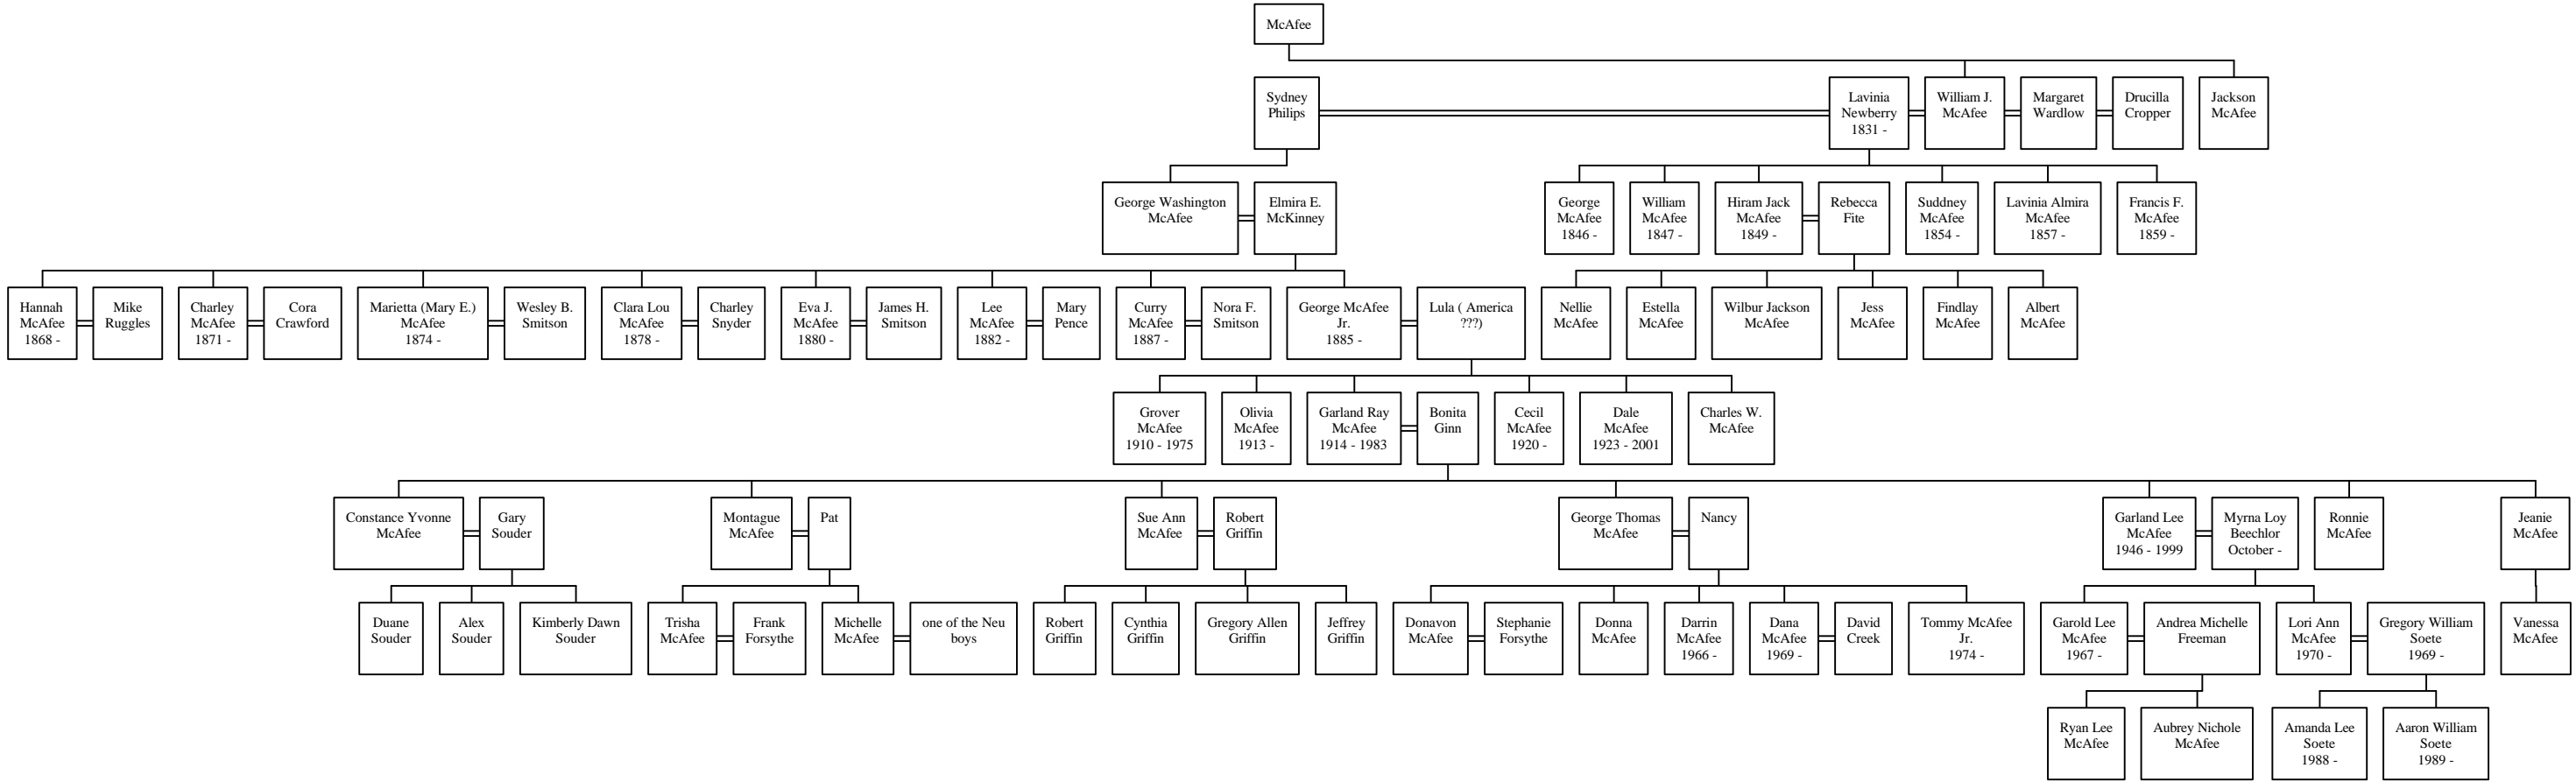 McAfee
Sydney
Philips
Lavinia
Newberry
1831 -
William J.
McAfee
Margaret
Wardlow
Drucilla
Cropper
Jackson
McAfee
George Washington
McAfee
Elmira E.
McKinney
George
McAfee
1846 -
William
McAfee
1847 -
Hiram Jack
McAfee
1849 -
Rebecca
Fite
Suddney
McAfee
1854 -
Lavinia Almira
McAfee
1857 -
Francis F.
McAfee
1859 -
Hannah
McAfee
1868 -
Mike
Ruggles
Charley
McAfee
1871 -
Cora
Crawford
Marietta (Mary E.)
McAfee
1874 -
Wesley B.
Smitson
Clara Lou
McAfee
1878 -
Charley
Snyder
Eva J.
McAfee
1880 -
James H.
Smitson
Lee
McAfee
1882 -
Mary
Pence
Curry
McAfee
1887 -
Nora F.
Smitson
George McAfee
Jr.
1885 -
Lula ( America
???)
Nellie
McAfee
Estella
McAfee
Wilbur Jackson
McAfee
Jess
McAfee
Findlay
McAfee
Albert
McAfee
Grover
McAfee
1910 - 1975
Olivia
McAfee
1913 -
Garland Ray
McAfee
1914 - 1983
Bonita
Ginn
Cecil
McAfee
1920 -
Dale
McAfee
1923 - 2001
Charles W.
McAfee
Constance Yvonne
McAfee
Gary
Souder
Montague
McAfee
Pat
Sue Ann
McAfee
Robert
Griffin
George Thomas
McAfee
Nancy
Garland Lee
McAfee
1946 - 1999
Myrna Loy
Beechlor
October -
Ronnie
McAfee
Jeanie
McAfee
Duane
Souder
Alex
Souder
Kimberly Dawn
Souder
Trisha
McAfee
Frank
Forsythe
Michelle
McAfee
one of the Neu
boys
Robert
Griffin
Cynthia
Griffin
Gregory Allen
Griffin
Jeffrey
Griffin
Donavon
McAfee
Stephanie
Forsythe
Donna
McAfee
Darrin
McAfee
1966 -
Dana
McAfee
1969 -
David
Creek
Tommy McAfee
Jr.
1974 -
Garold Lee
McAfee
1967 -
Andrea Michelle
Freeman
Lori Ann
McAfee
1970 -
Gregory William
Soete
1969 -
Vanessa
McAfee
Ryan Lee
McAfee
Aubrey Nichole
McAfee
Amanda Lee
Soete
1988 -
Aaron William
Soete
1989 -